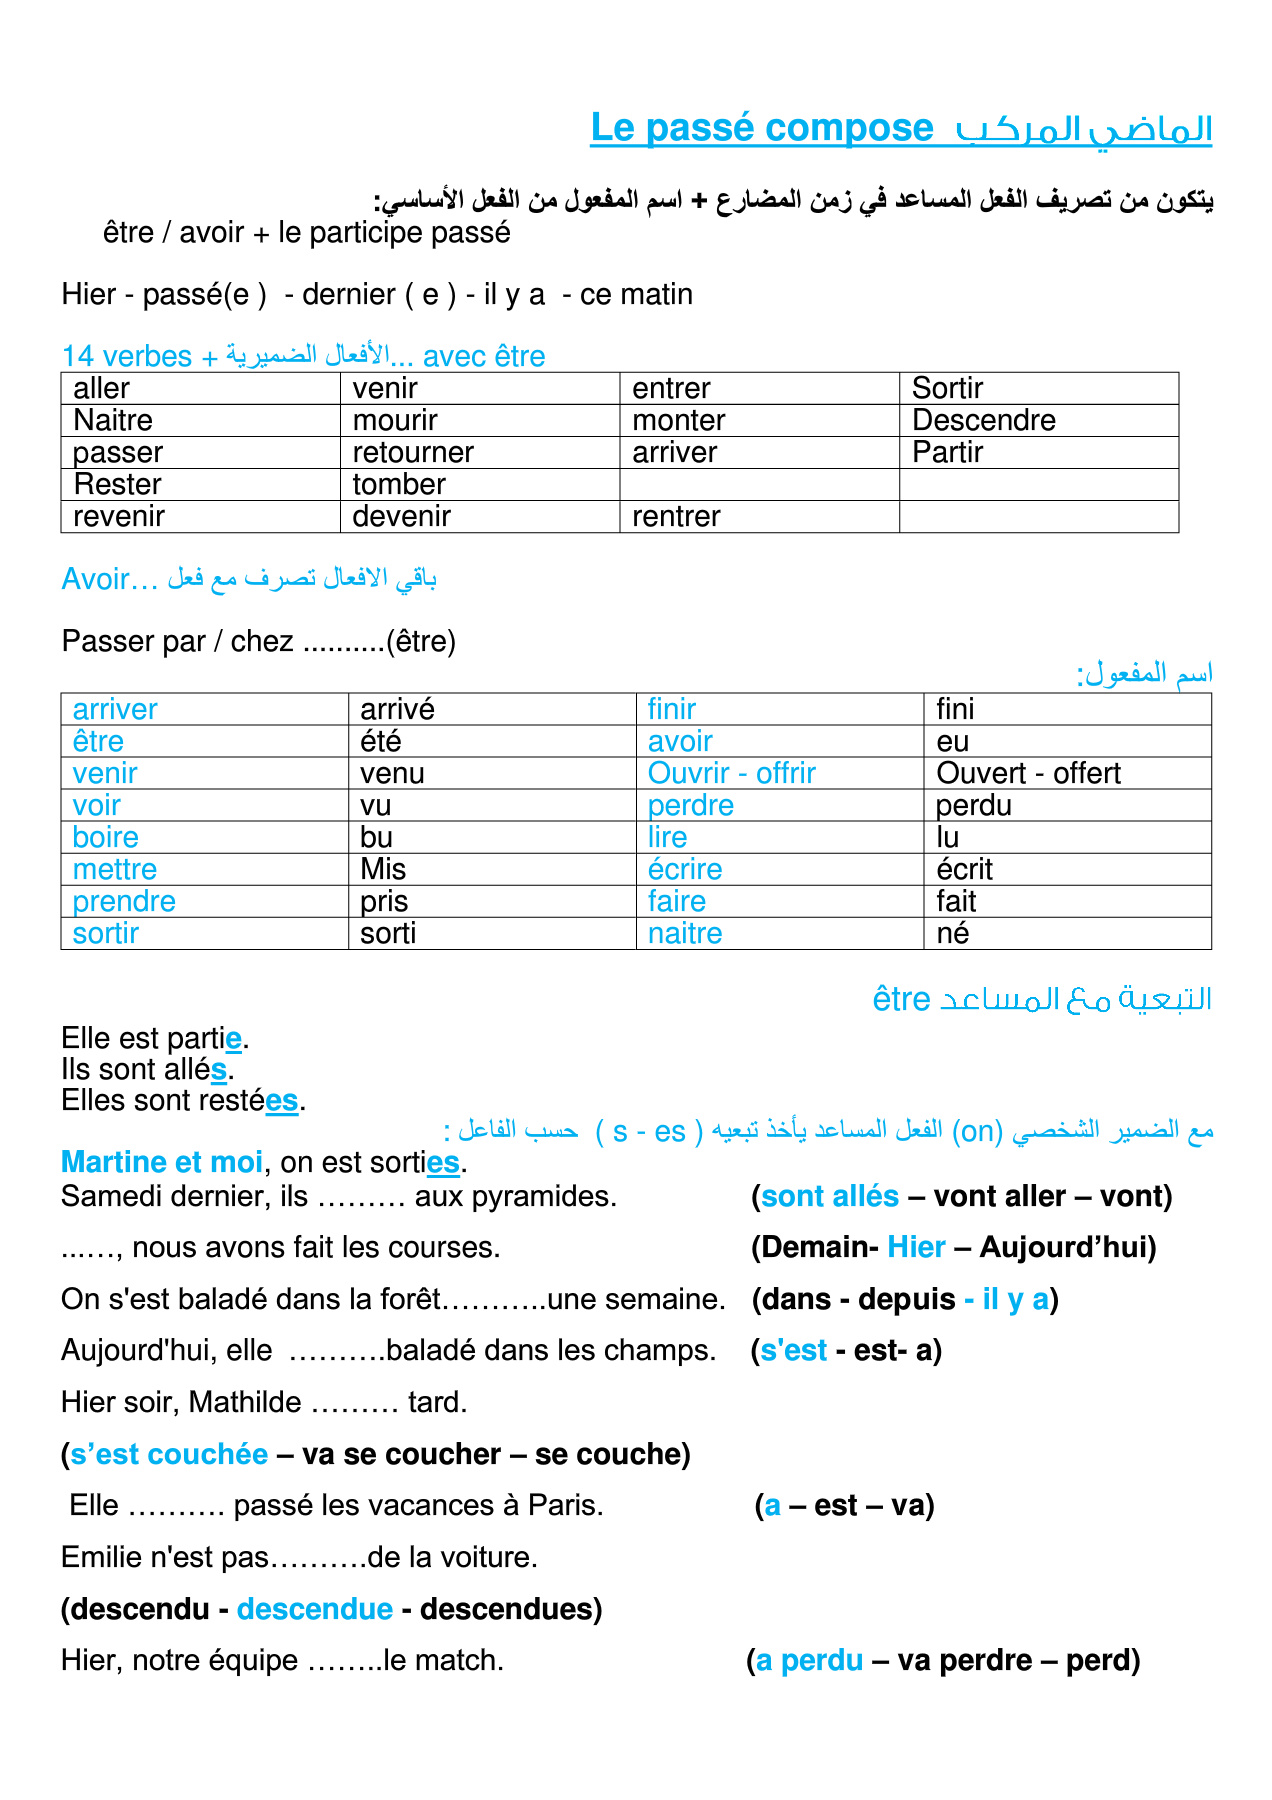 Le passé compose الماضي المركب
يتكون من تصريف الفعل المساعد في زمن المضارع + اسم المفعول من الفعل الأساسي:
être / avoir + le participe passé
Hier - passé(e ) - dernier ( e ) - il y a - ce matin
14 verbes + الأفعال الضميرية... avec être
aller venir entrer Sortir
Naitre mourir monter Descendre
passer retourner arriver Partir
Rester tomber
revenir devenir rentrer
Avoir… باقي الافعال تصرف مع فعل
Passer par / chez ..........(être)
اسم المفعول:
arriver arrivé finir fini
être été avoir eu
venir venu Ouvrir - offrir Ouvert - offert
voir vu perdre perdu
boire bu lire lu
mettre Mis écrire écrit
prendre pris faire fait
sortir sorti naitre né
التبعية مع المساعد être
Elle est partie.
Ils sont allés.
Elles sont restées.
مع الضمير الشخصي (on) الفعل المساعد يأخذ تبعيه ( s - es ) حسب الفاعل :
Martine et moi, on est sorties.
Samedi dernier, ils ……… aux pyramides. (sont allés – vont aller – vont)
...…, nous avons fait les courses. (Demain- Hier – Aujourd’hui)
On s'est baladé dans la forêt………..une semaine. (dans - depuis - il y a)
Aujourd'hui, elle ……….baladé dans les champs. (s'est - est- a)
Hier soir, Mathilde ……… tard.
(s’est couchée – va se coucher – se couche)
Elle ………. passé les vacances à Paris. (a – est – va)
Emilie n'est pas……….de la voiture.
(descendu - descendue - descendues)
Hier, notre équipe ……..le match. (a perdu – va perdre – perd)